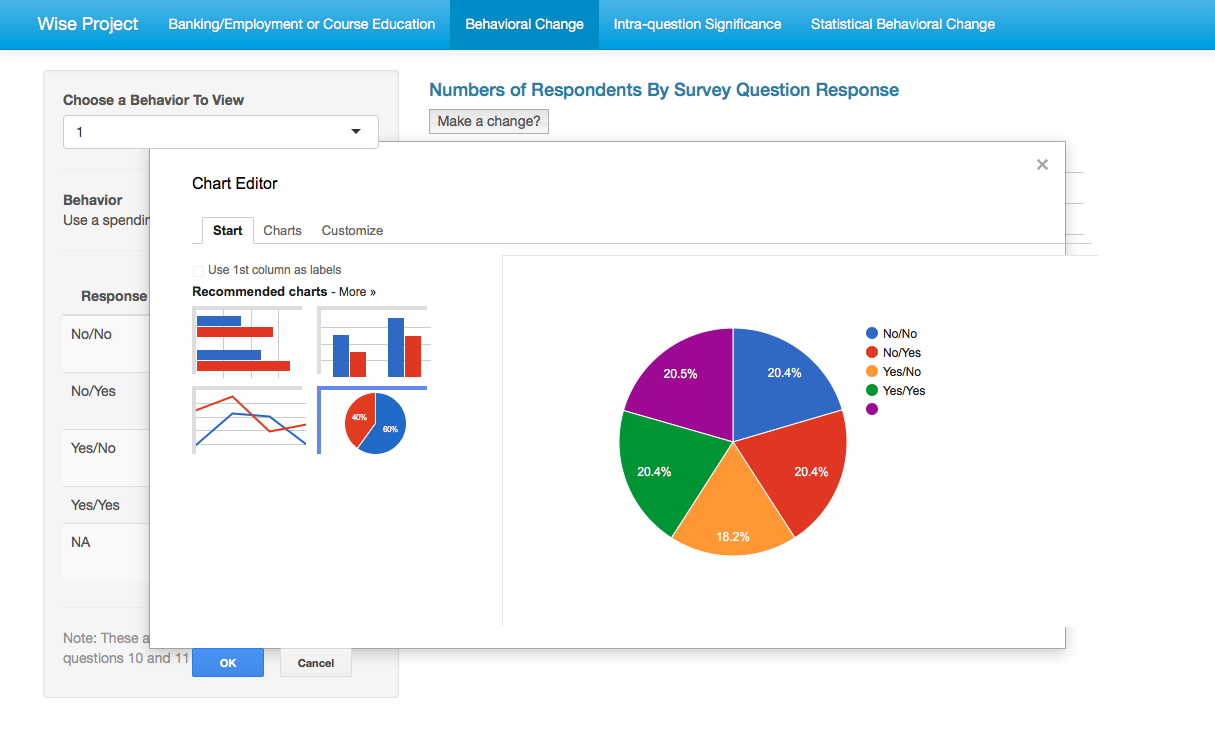 Wise Project Banking/Employment or Course Education Behavioral Change Intra-question Significance Statistical Behavioral Change
Choose a Behavior To View
1
Behavior
Use a spendin
Response
No/No
No/Yes
Yes/No
Yes/Yes
NA
Note: These a
questions 10 and 11
Numbers of Respondents By Survey Question Response
Make a change?
×
Chart Editor
Start Charts Customize
Use 1st column as labels
Recommended charts - More »
40%
60%
20.5%
20.4%
20.4%
20.4%
18.2%
No/No
No/Yes
Yes/No
Yes/Yes
OK Cancel